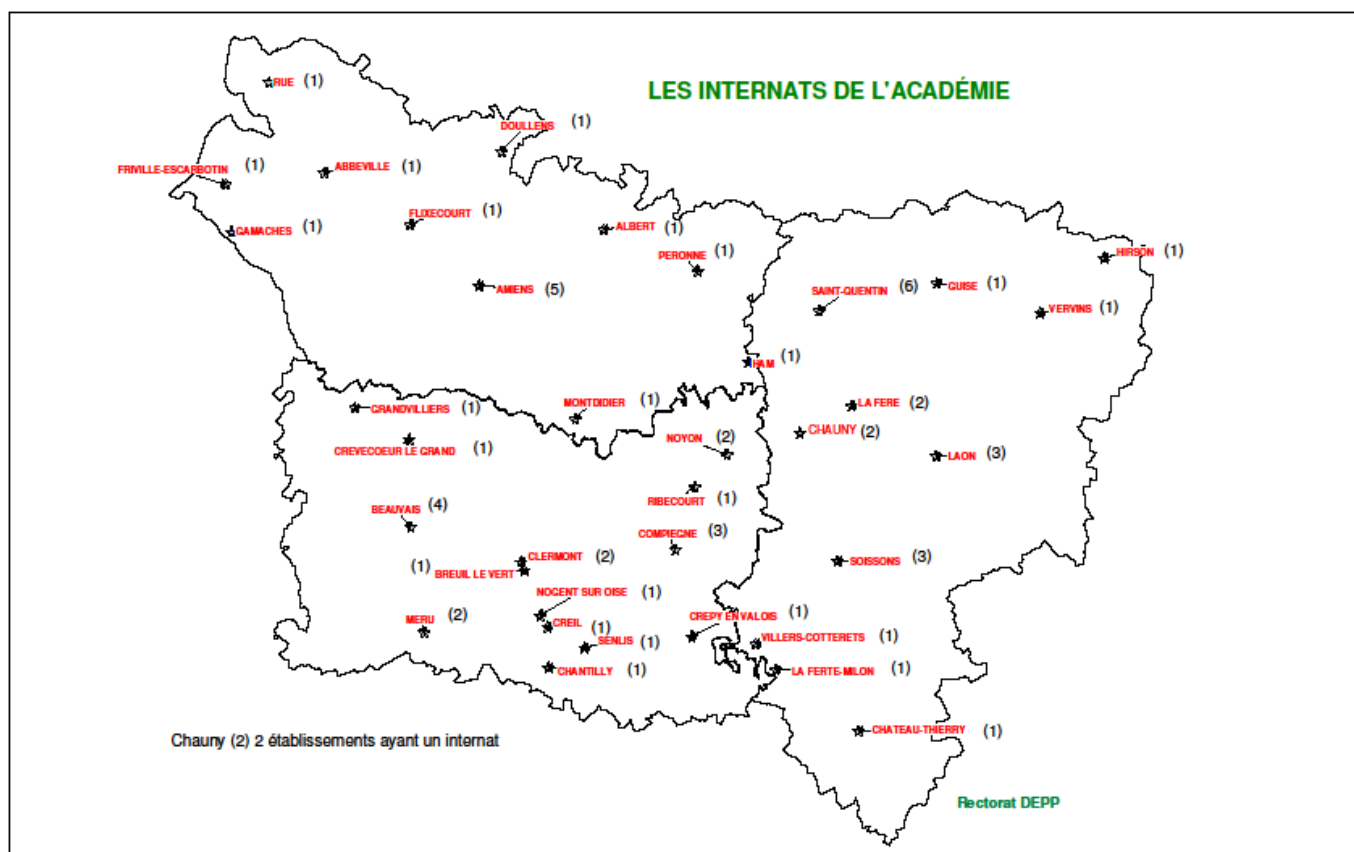 LES INTERNATS DE L'ACADÉMIE
RUE (1)
DOULLENS (1)
FRIVILLE-ESCARBOTIN (1)
ABBEVILLE (1)
FLIXECOURT (1)
GAMACHES (1)
ALBERT (1)
PERONNE (1)
HIRSON (1)
AMIENS (5)
SAINT-QUENTIN (6)
GUISE (1)
VERVINS (1)
HAM (1)
GRANDVILLIERS (1)
MONTDIDIER (1)
LA FERE (2)
CHAUNY (2)
NOYON (2)
CREVECOEUR LE GRAND (1)
LAON (3)
RIBECOURT (1)
BEAUVAIS (4)
COMPIEGNE (3)
CLERMONT (2)
(1) BREUIL LE VERT
SOISSONS (3)
NOGENT SUR OISE (1)
MERU (2)
CREIL (1)
CREPY EN VALOIS (1)
SENLIS (1)
VILLERS-COTTERETS (1)
CHANTILLY (1)
LA FERTE-MILON (1)
CHATEAU-THIERRY (1)
Chauny (2) 2 établissements ayant un internat
Rectorat DEPP